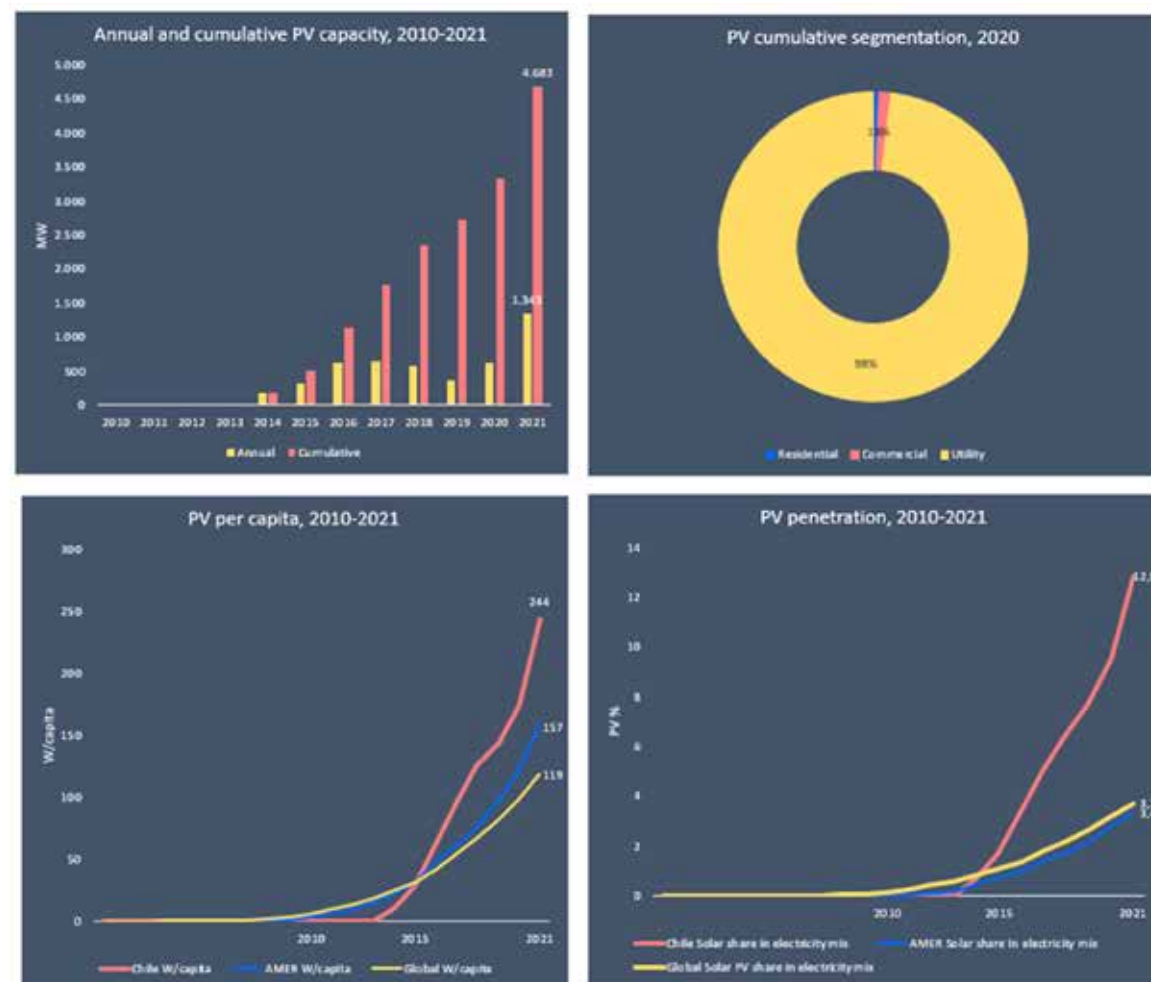 Annual and cumulative PV capacity, 2010-2021
5.000
4.683
4.500
4.000
3.500
3.000
2.500
2.000
1.500
1.343
1.000
500
0
MW
2010 2011 2012 2013 2014 2015 2016 2017 2018 2019 2020 2021
Annual Cumulative
PV cumulative segmentation, 2020
98%
Residential Commercial Utility
PV per capita, 2010-2021
300
250
244
200
150
157
119
100
50
0
W/capita
2010 2015 2021
Chile W/capita AMER W/capita Global W/capita
PV penetration, 2010-2021
14
12
10
8
6
4
2
0
PV %
2010 2015 2021
Chile Solar share in electricity mix AMER Solar share in electricity mix
Global Solar PV share in electricity mix